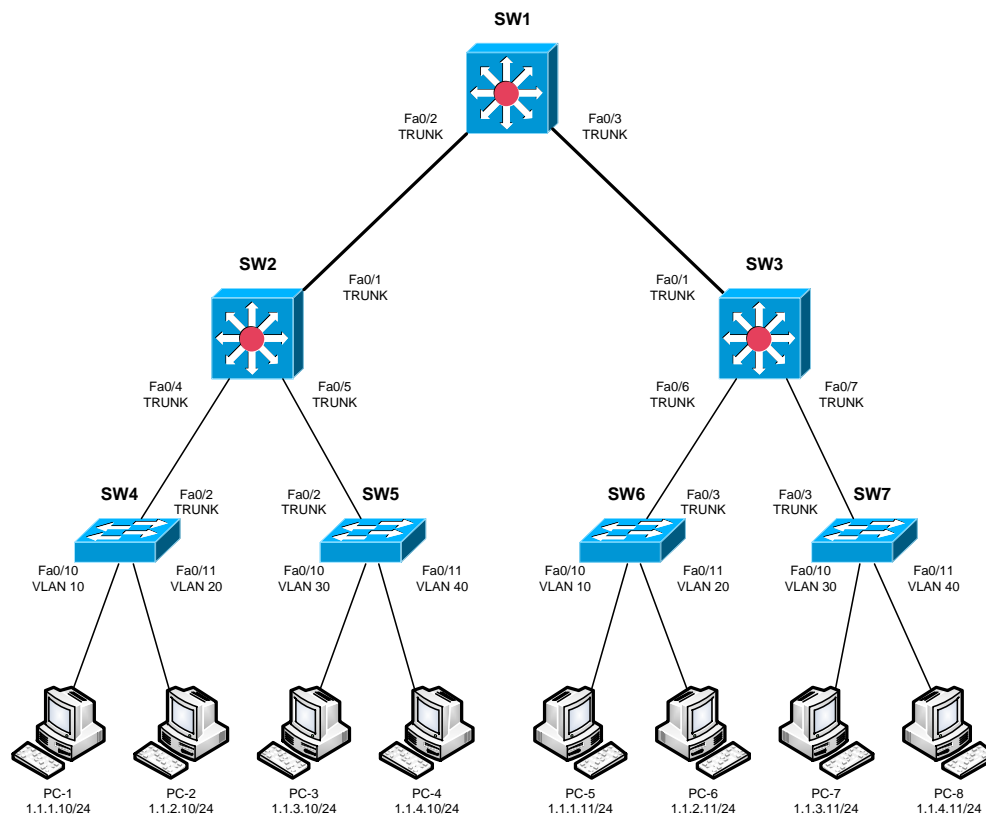 SW1
Fa0/2
TRUNK
Fa0/3
TRUNK
SW2
Fa0/1
TRUNK
SW3
Fa0/1
TRUNK
Fa0/4
TRUNK
Fa0/5
TRUNK
Fa0/6
TRUNK
Fa0/7
TRUNK
SW4
Fa0/2
TRUNK
Fa0/2
TRUNK
SW5
SW6
Fa0/3
TRUNK
Fa0/3
TRUNK
SW7
Fa0/10
VLAN 10
Fa0/11
VLAN 20
Fa0/10
VLAN 30
Fa0/11
VLAN 40
Fa0/10
VLAN 10
Fa0/11
VLAN 20
Fa0/10
VLAN 30
Fa0/11
VLAN 40
PC-1
1.1.1.10/24
PC-2
1.1.2.10/24
PC-3
1.1.3.10/24
PC-4
1.1.4.10/24
PC-5
1.1.1.11/24
PC-6
1.1.2.11/24
PC-7
1.1.3.11/24
PC-8
1.1.4.11/24